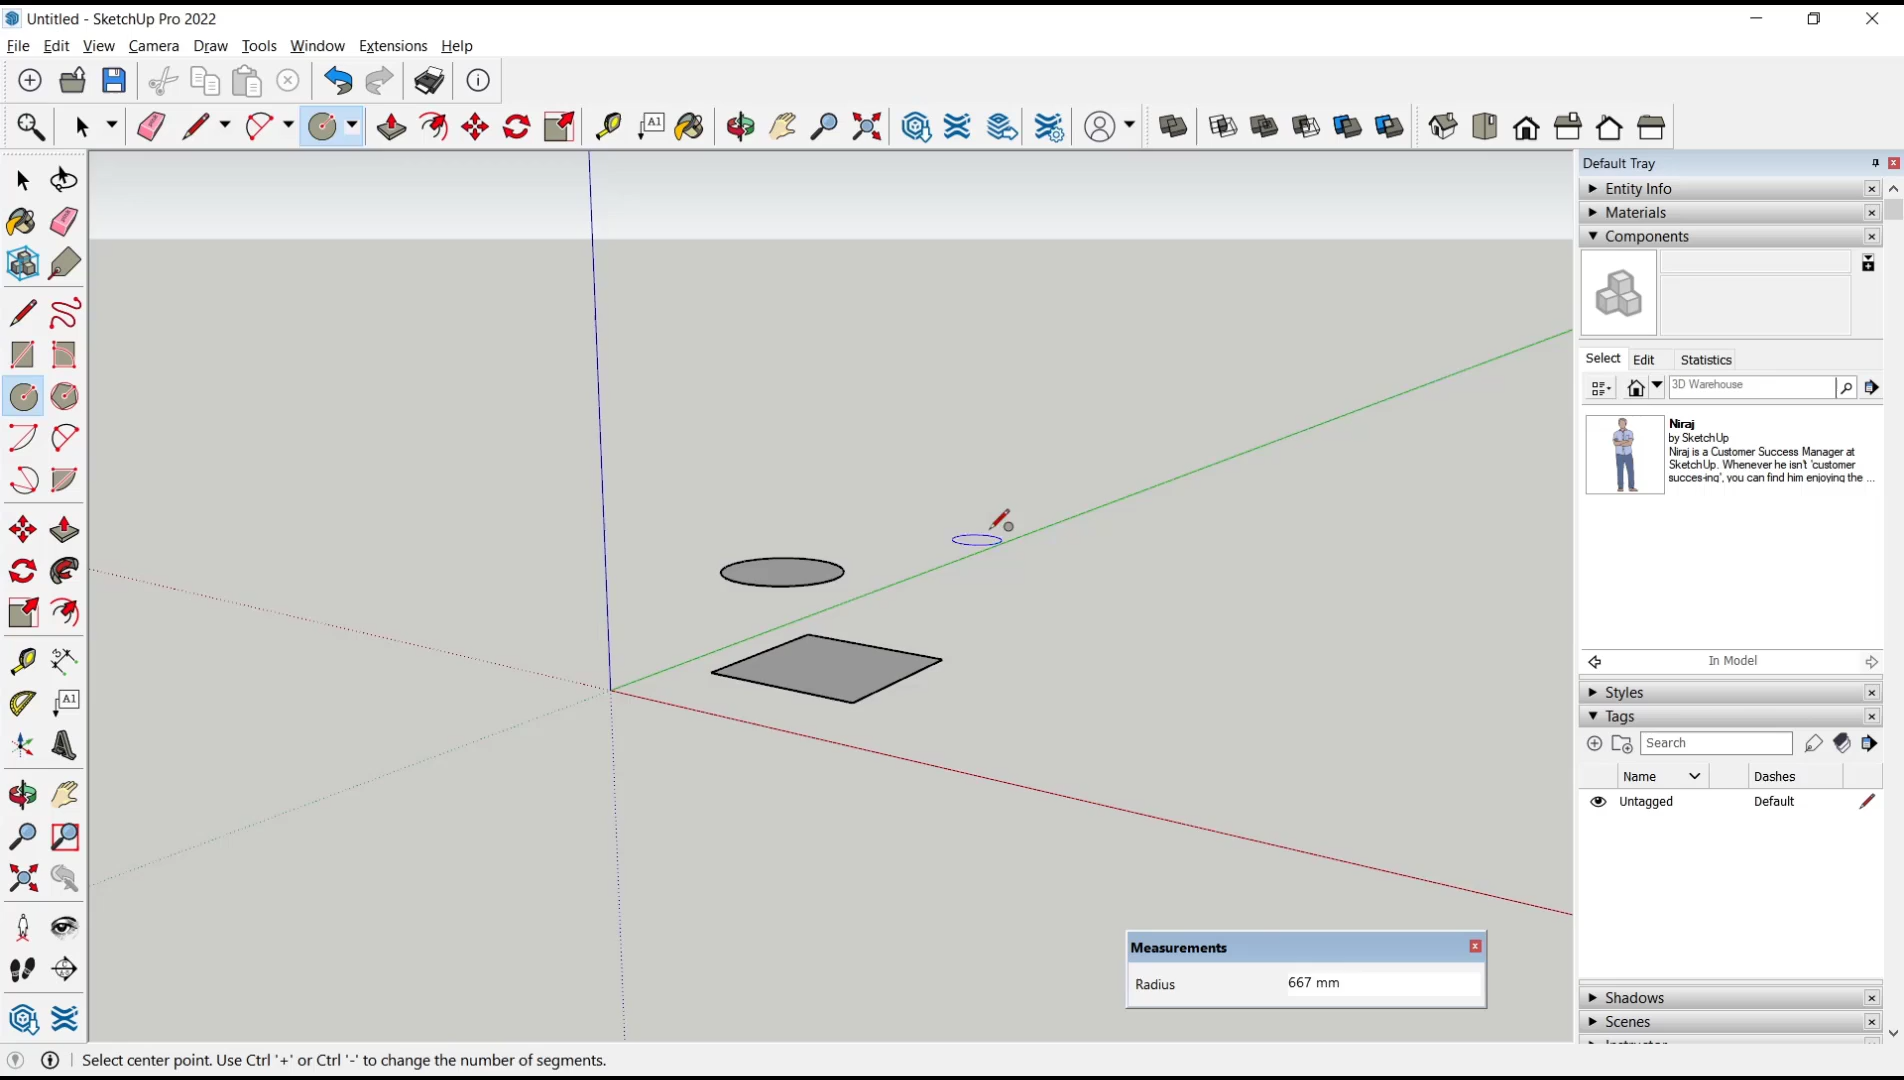 Untitled - SketchUp Pro 2022
File Edit View Camera Draw Tools Window Extensions Help
A1
Default Tray
Entity Info
Materials
Components
Select Edit Statistics
3D Warehouse
Niraj
by SketchUp
Niraj is a Customer Success Manager at
SketchUp. Whenever he isn't 'customer
succes-ing', you can find him enjoying the ...
In Model
Styles
Tags
Search
Name Dashes
Untagged Default
A1
Measurements
Radius 667 mm
Shadows
Scenes
Select center point. Use Ctrl '+' or Ctrl '-' to change the number of segments.